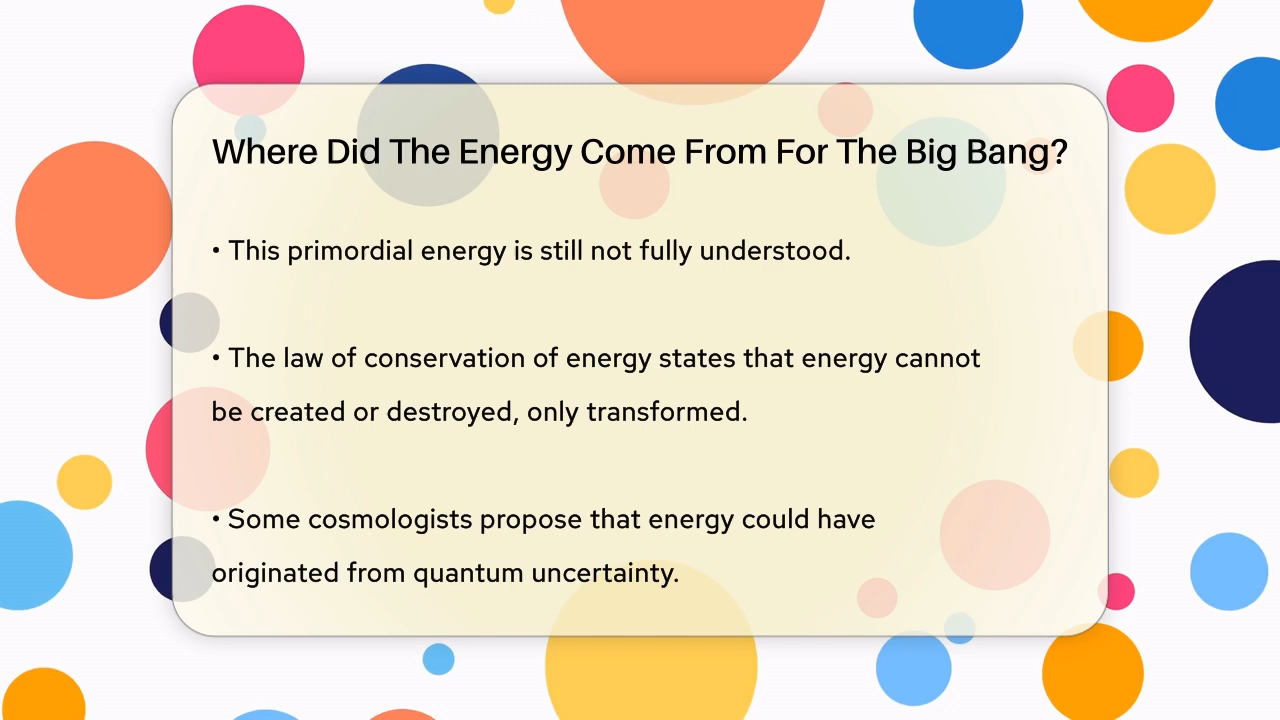 Where Did The Energy Come From For The Big Bang?
• This primordial energy is still not fully understood.
• The law of conservation of energy states that energy cannot
be created or destroyed, only transformed.
• Some cosmologists propose that energy could have
originated from quantum uncertainty.